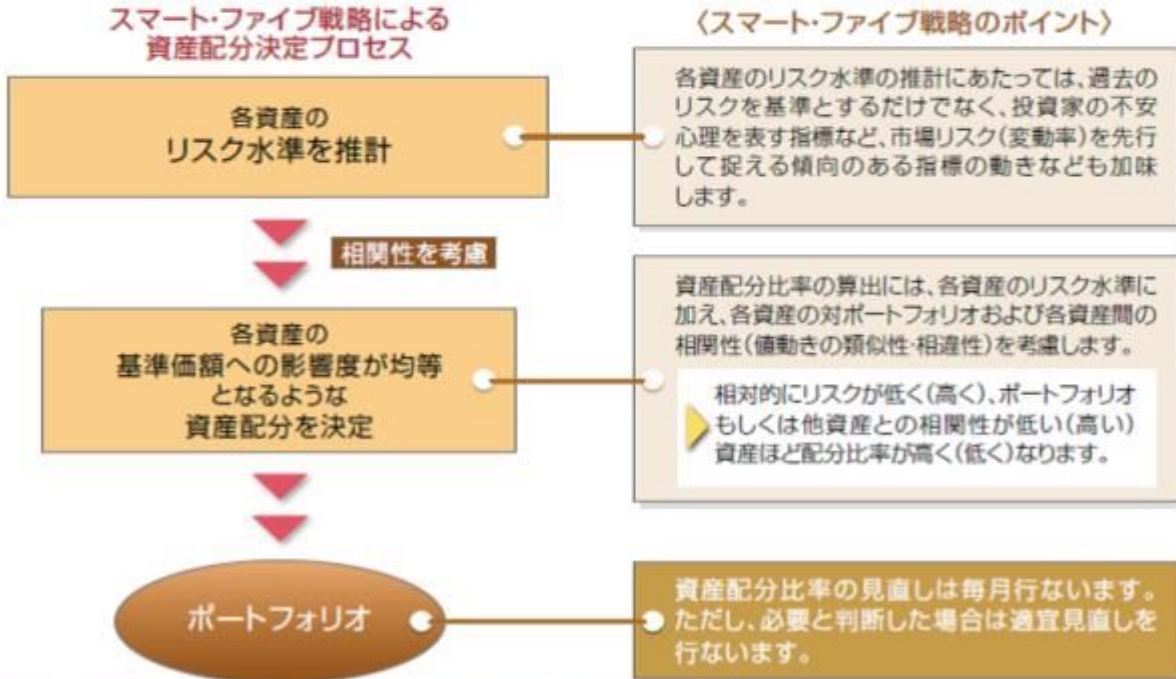 スマート・ファイブ戦略による
資産配分決定プロセス
〈スマート・ファイブ戦略のポイント〉
各資産の
リスク水準を推計
各資産のリスク水準の推計にあたっては、過去の
リスクを基準とするだけでなく、投資家の不安
心理を表す指標など、市場リスク(変動率)を先行
して捉える傾向のある指標の動きなども加味
します。
相関性を考慮
各資産の
基準価額への影響度が均等
となるような
資産配分を決定
資産配分比率の算出には、各資産のリスク水準に
加え、各資産の対ポートフォリオおよび各資産間の
相関性(値動きの類似性・相違性)を考慮します。
相対的にリスクが低く(高く)、ポートフォリオ
もしくは他資産との相関性が低い(高い)
資産ほど配分比率が高く(低く)なります。
ポートフォリオ
資産配分比率の見直しは毎月行ないます。
ただし、必要と判断した場合は適宜見直しを
行ないます。